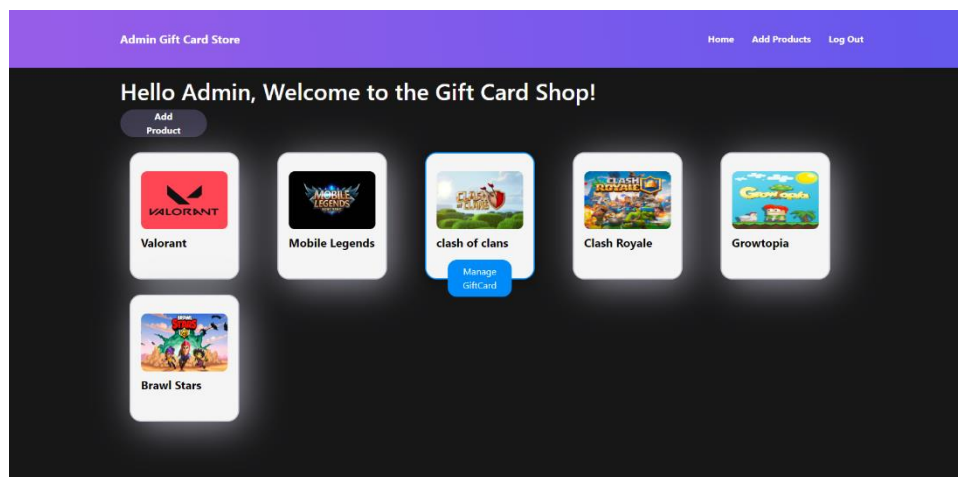 Admin Gift Card Store
Home Add Products Log Out
Hello Admin, Welcome to the Gift Card Shop!
Add
Product
VALORANT
Valorant
MOBILE
LEGENDS
Mobile Legends
clash of clans
Manage
GiftCard
CLASH
ROYALE
Clash Royale
Growtopia
Growtopia
BRAWL
STARS
Brawl Stars